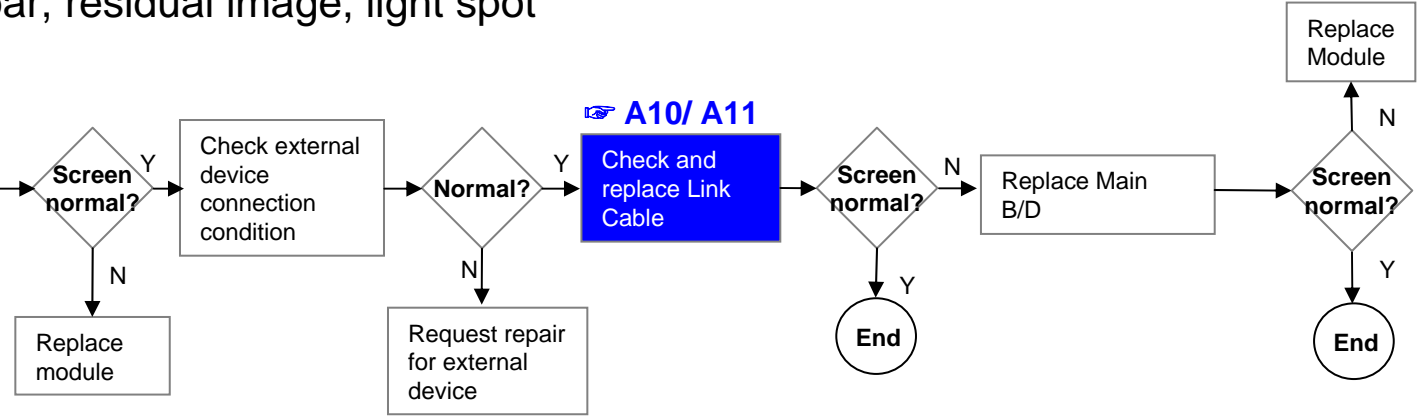 bar, residual image, light spot
Replace
Module
N
☞ A10/ A11
Screen
normal?
Y
Check external
device
connection
condition
Normal?
Y
Check and
replace Link
Cable
Screen
normal?
N
Replace Main
B/D
Screen
normal?
N
N
Y
Y
Replace
module
Request repair
for external
device
End
End